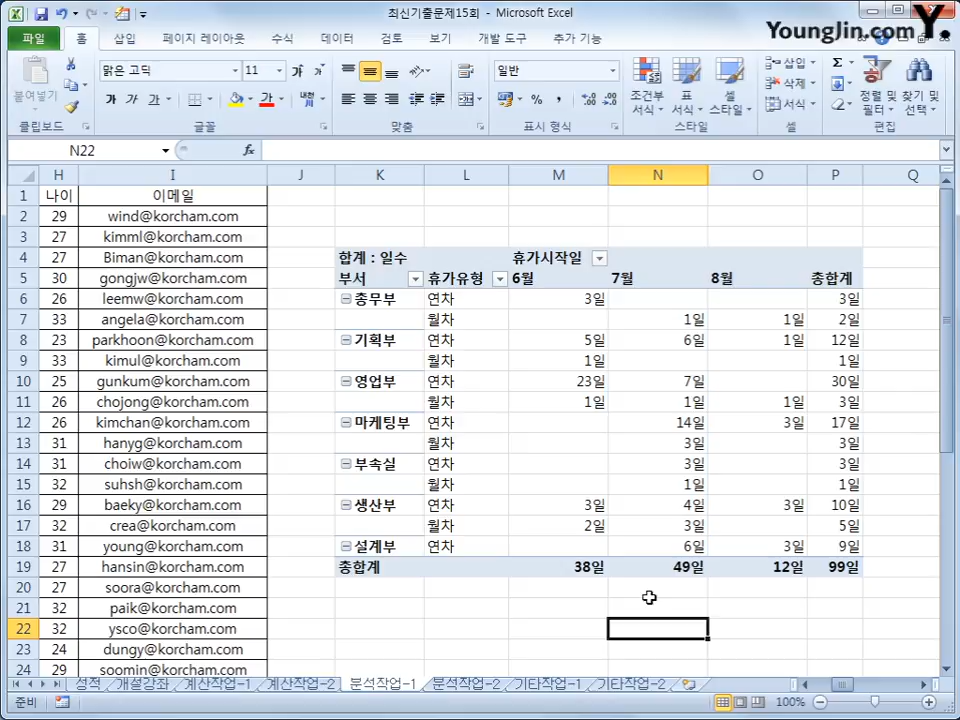 최신기출문제15회 - Microsoft Excel
YoungJin.com Y.
파일 홈 삽입 페이지 레이아웃 수식 데이터 검토 보기 개발 도구 추가 기능
붙여넣기
맑은 고딕 11 가 가
가 가 가
일반
% ,
조건부 서식 표 서식 셀 스타일
삽입 삭제 서식
Σ
정렬 및 필터 찾기 및 선택
클립보드 글꼴 맞춤 표시 형식 스타일 셀 편집
N22 fx
H I J K L M N O P Q
1 나이 이메일
2 29 wind@korcham.com
3 27 kimml@korcham.com
4 27 Biman@korcham.com 합계 : 일수 휴가시작일
5 30 gongjw@korcham.com 부서 휴가유형 6월 7월 8월 총합계
6 26 leemw@korcham.com 총무부 연차 3일 3일
7 33 angela@korcham.com 월차 1일 1일 2일
8 23 parkhoon@korcham.com 기획부 연차 5일 6일 1일 12일
9 33 kimul@korcham.com 월차 1일 1일
10 25 gunkum@korcham.com 영업부 연차 23일 7일 30일
11 26 chojong@korcham.com 월차 1일 1일 1일 3일
12 26 kimchan@korcham.com 마케팅부 연차 14일 3일 17일
13 31 hanyg@korcham.com 월차 3일 3일
14 31 choiw@korcham.com 부속실 연차 3일 3일
15 32 suhsh@korcham.com 월차 1일 1일
16 29 baeky@korcham.com 생산부 연차 3일 4일 3일 10일
17 32 crea@korcham.com 월차 2일 3일 5일
18 31 young@korcham.com 설계부 연차 6일 3일 9일
19 27 hansin@korcham.com 총합계 38일 49일 12일 99일
20 27 soora@korcham.com
21 32 paik@korcham.com
22 32 ysco@korcham.com
23 24 dungy@korcham.com
24 29 soomin@korcham.com
성적 개설강좌 계산작업-1 계산작업-2 분석작업-1 분석작업-2 기타작업-1 기타작업-2
준비 100%